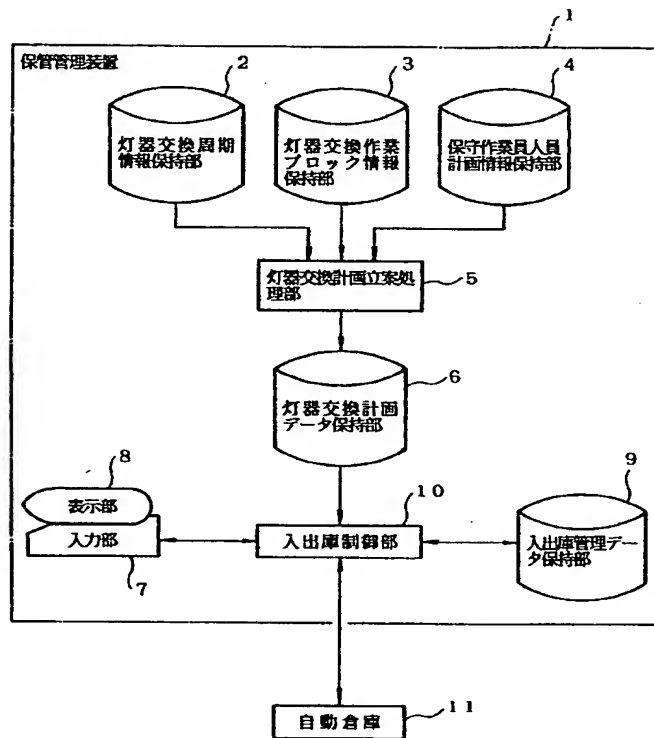 1
保管管理装置
2
3
4
灯器交換周期
情報保持部
灯器交換作業
ブロック情報
保持部
保守作業員人員
計画情報保持部
灯器交換計画立案処
理部
5
6
灯器交換計画
データ保持部
8
表示部
入力部
7
10
入出庫制御部
9
入出庫管理デー
タ保持部
自動倉庫
11